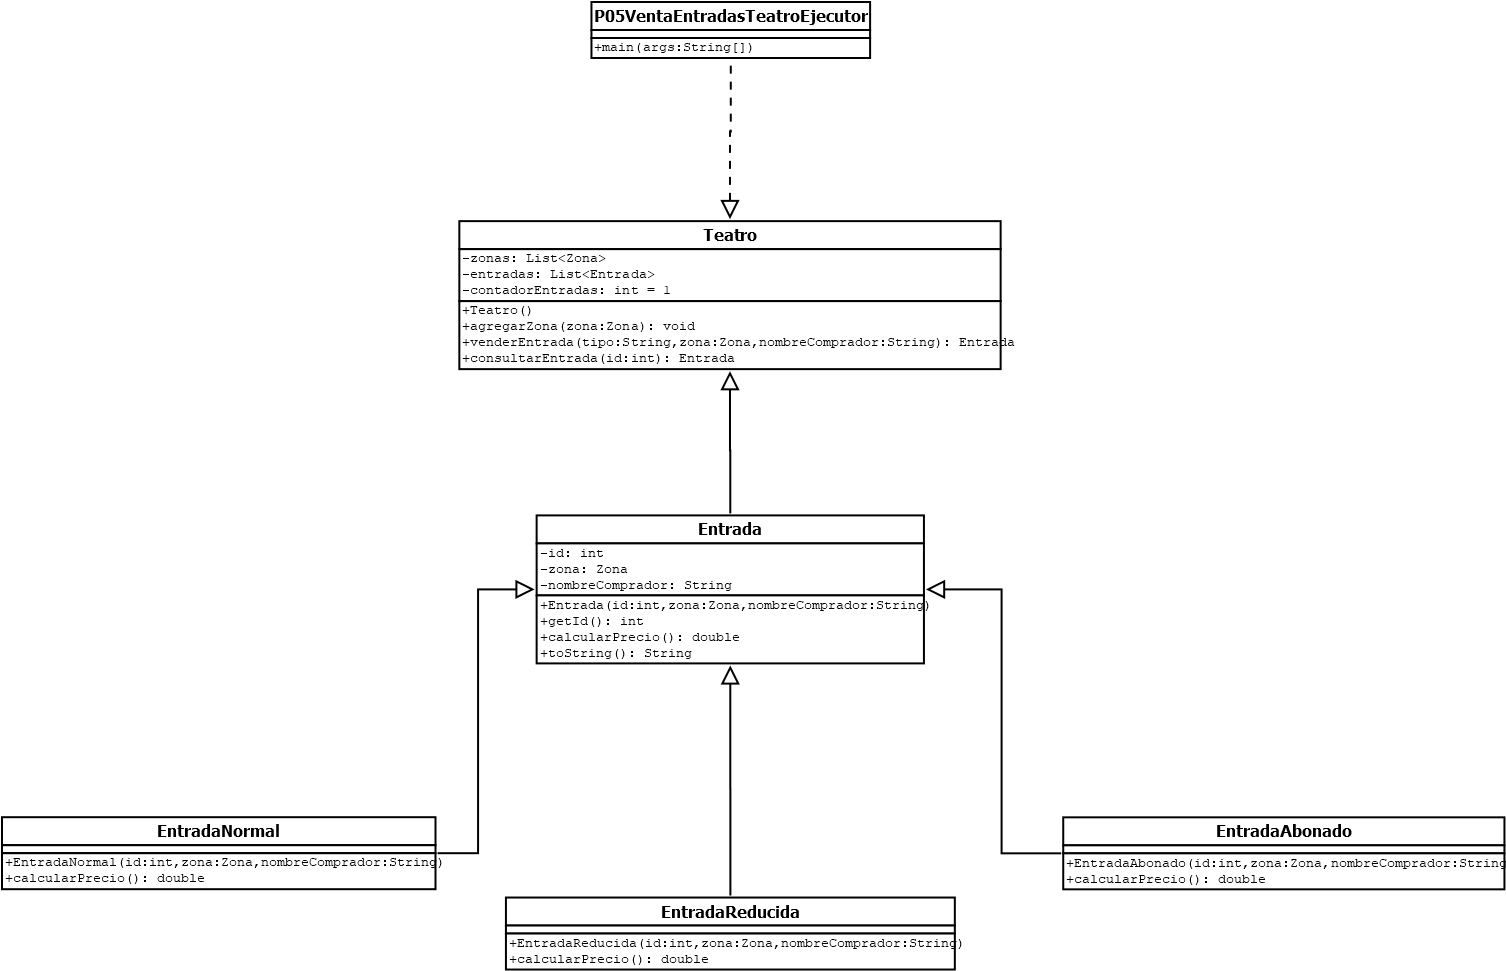 P05VentaEntradasTeatroEjecutor
+main(args:String[])
Teatro
-zonas: List<Zona>
-entradas: List<Entrada>
-contadorEntradas: int = 1
+Teatro()
+agregarZona(zona:Zona): void
+venderEntrada(tipo:String,zona:Zona,nombreComprador:String): Entrada
+consultarEntrada(id:int): Entrada
Entrada
-id: int
-zona: Zona
-nombreComprador: String
+Entrada(id:int,zona:Zona,nombreComprador:String)
+getId(): int
+calcularPrecio(): double
+toString(): String
EntradaNormal
+EntradaNormal(id:int,zona:Zona,nombreComprador:String)
+calcularPrecio(): double
EntradaAbonado
+EntradaAbonado(id:int,zona:Zona,nombreComprador:String
+calcularPrecio(): double
EntradaReducida
+EntradaReducida(id:int,zona:Zona,nombreComprador:String)
+calcularPrecio(): double